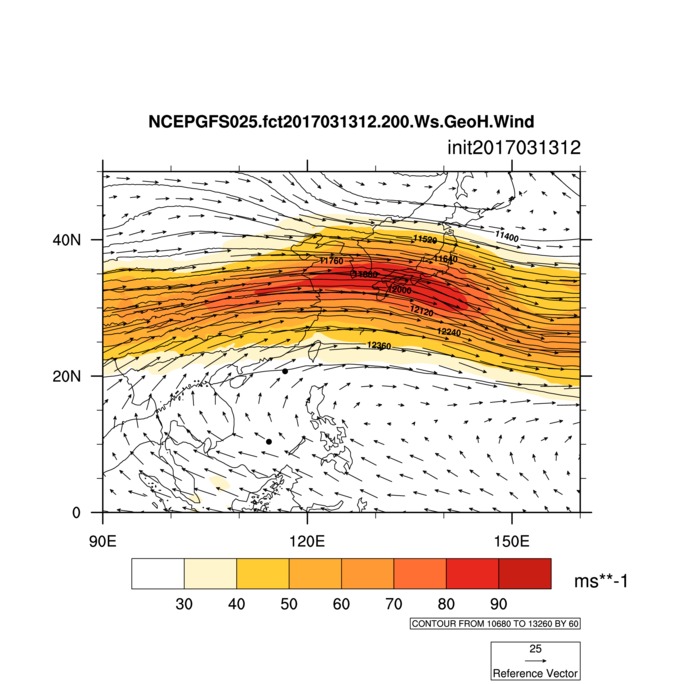 NCEPGFS025.fct2017031312.200.Ws.GeoH.Wind
init2017031312
40N
20N
0
11400
11520
11640
11760
11880
12000
12120
12240
12360
90E 120E 150E
30 40 50 60 70 80 90
ms**-1
CONTOUR FROM 10680 TO 13260 BY 60
25
Reference Vector